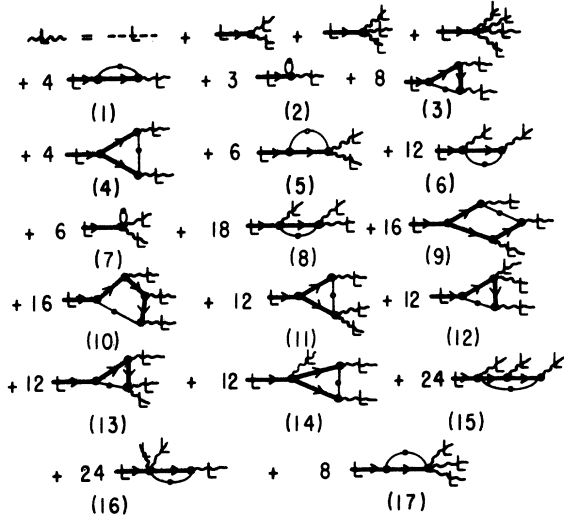 = + + +
+ 4 + 3 + 8
(1) (2) (3)
+ 4 + 6 + 12
(4) (5) (6)
+ 6 + 18 + 16
(7) (8) (9)
+ 16 + 12 + 12
(10) (11) (12)
+ 12 + 12 + 24
(13) (14) (15)
+ 24 + 8
(16) (17)